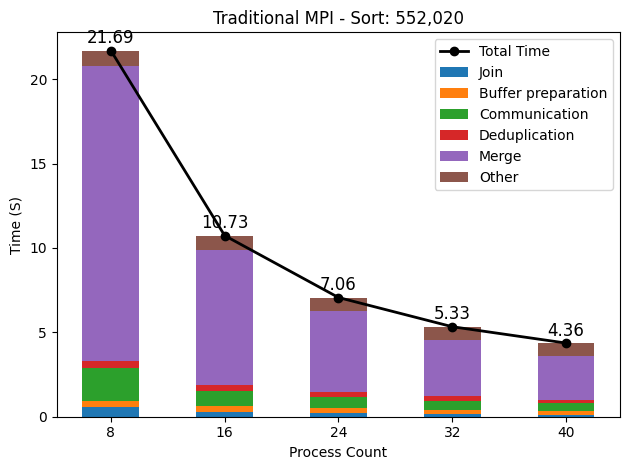 Traditional MPI - Sort: 552,020
Time (S)
20
15
10
5
0
21.69
10.73
7.06
5.33
4.36
Total Time
Join
Buffer preparation
Communication
Deduplication
Merge
Other
8
16
24
32
40
Process Count